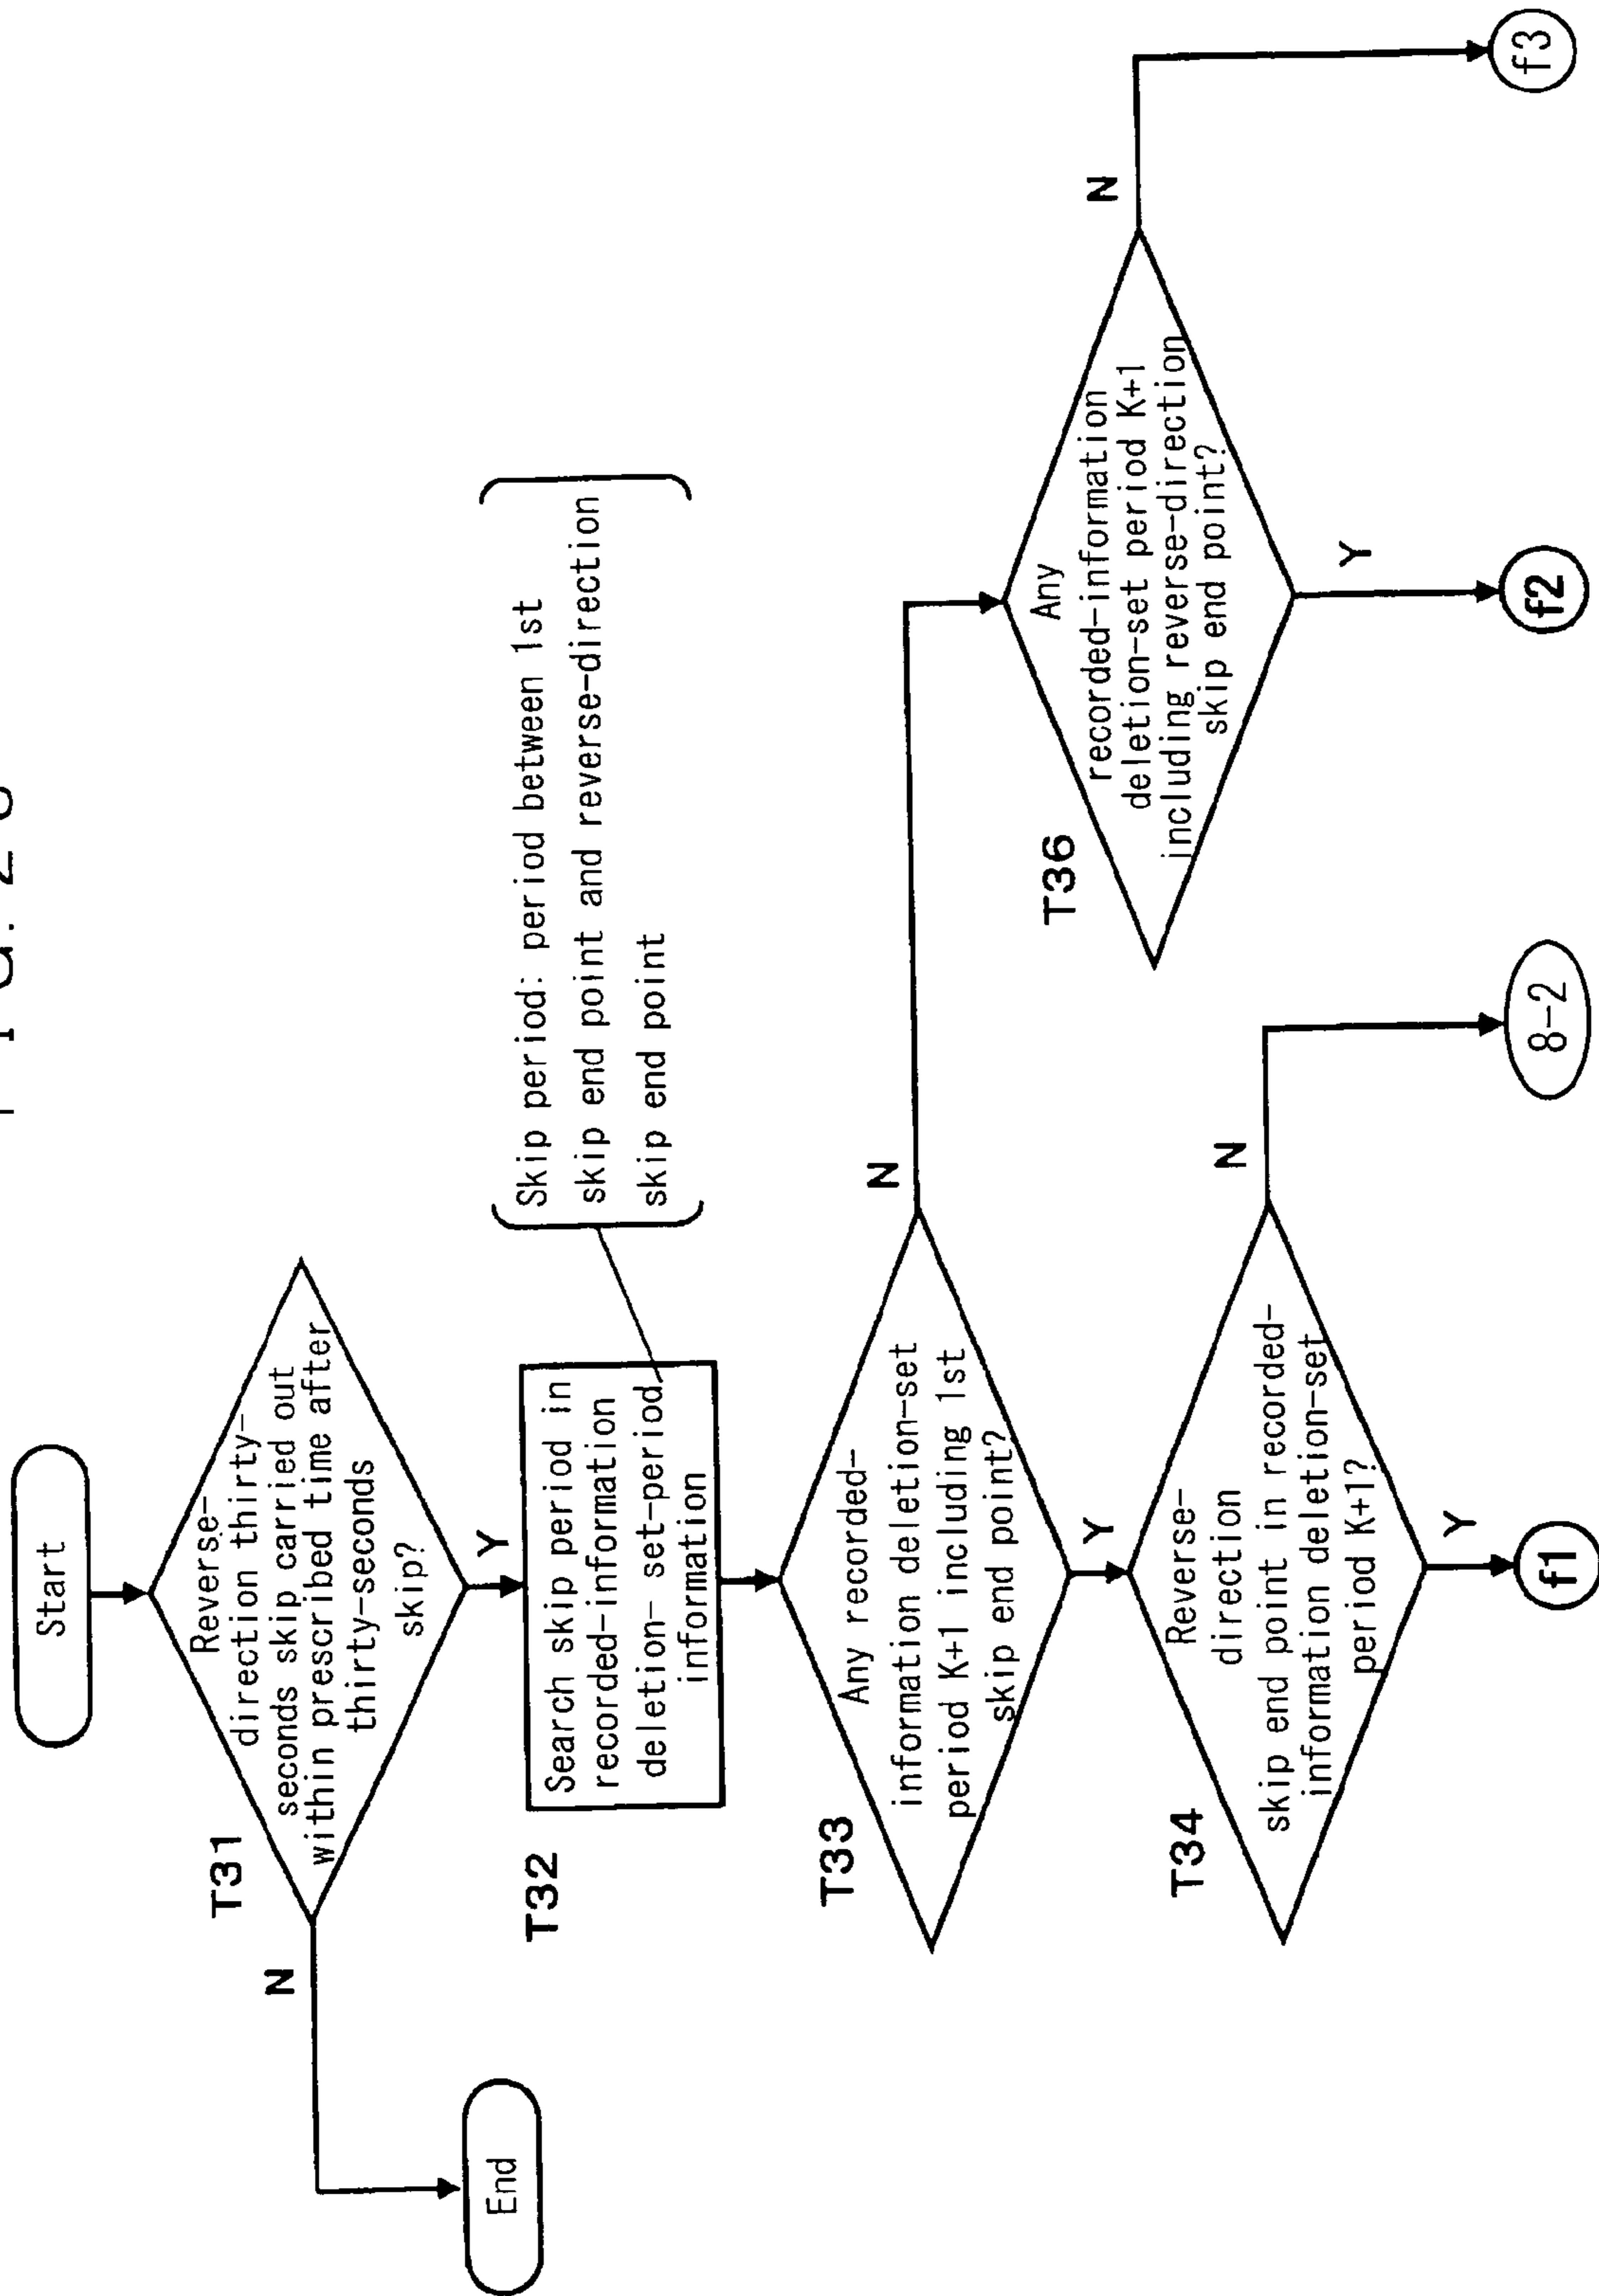 Start
T31
Reverse-
direction thirty-
seconds skip carried out
within prescribed time after
thirty-seconds
skip?
N
End
Y
T32
Search skip period in
recorded-information
deletion- set-period
information
Skip period: period between 1st
skip end point and reverse-direction
skip end point
T33
Any recorded-
information deletion-set
period K+1 including 1st
skip end point?
N
Y
T34
Reverse-
direction
skip end point in recorded-
information deletion-set
period K+1?
N
8-2
Y
f1
T36
Any
recorded-information
deletion-set period K+1
including reverse-direction
skip end point?
N
f3
Y
f2